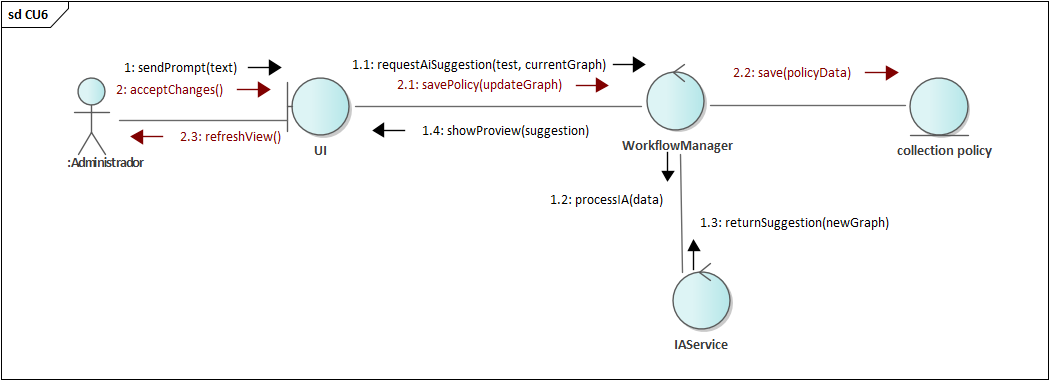 sd CU6
1: sendPrompt(text)
1.1: requestAiSuggestion(test, currentGraph)
2.2: save(policyData)
2: acceptChanges()
2.1: savePolicy(updateGraph)
2.3: refreshView()
1.4: showProview(suggestion)
:Administrador
UI
WorkflowManager
collection policy
1.2: processIA(data)
1.3: returnSuggestion(newGraph)
IAService